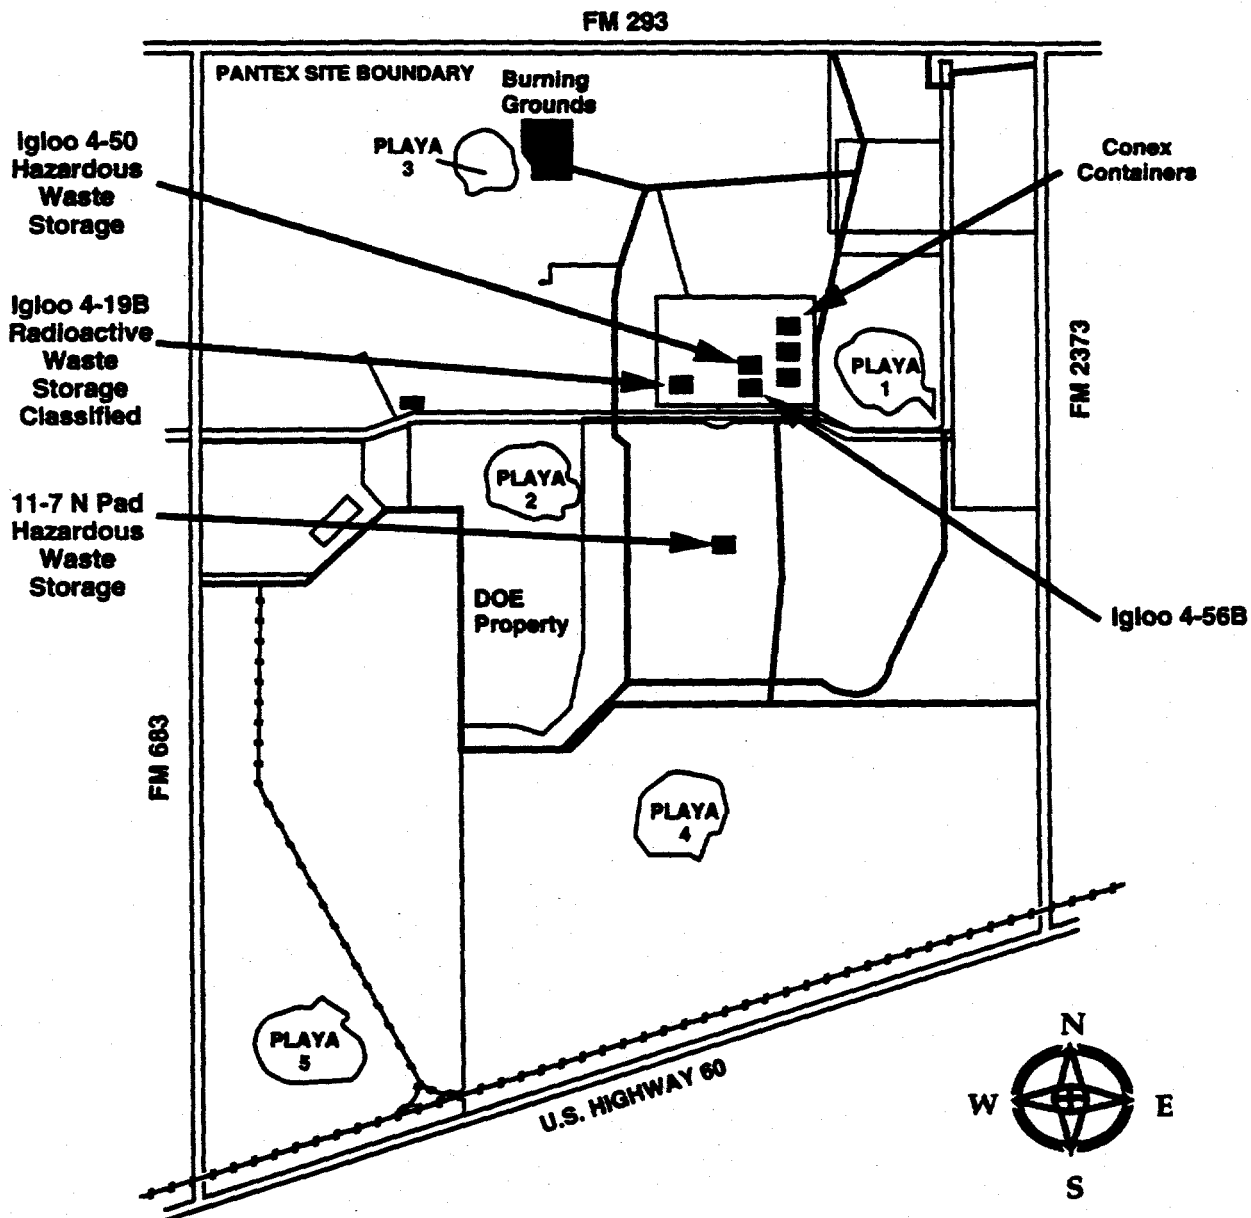 FM 293
PANTEX SITE BOUNDARY
Burning
Grounds
Igloo 4-50
Hazardous
Waste
Storage
PLAYA
3
Conex
Containers
Igloo 4-19B
Radioactive
Waste
Storage
Classified
PLAYA
1
FM 2373
PLAYA
2
11-7 N Pad
Hazardous
Waste
Storage
DOE
Property
Igloo 4-56B
FM 683
PLAYA
4
PLAYA
5
U.S. HIGHWAY 60
N
W
E
S